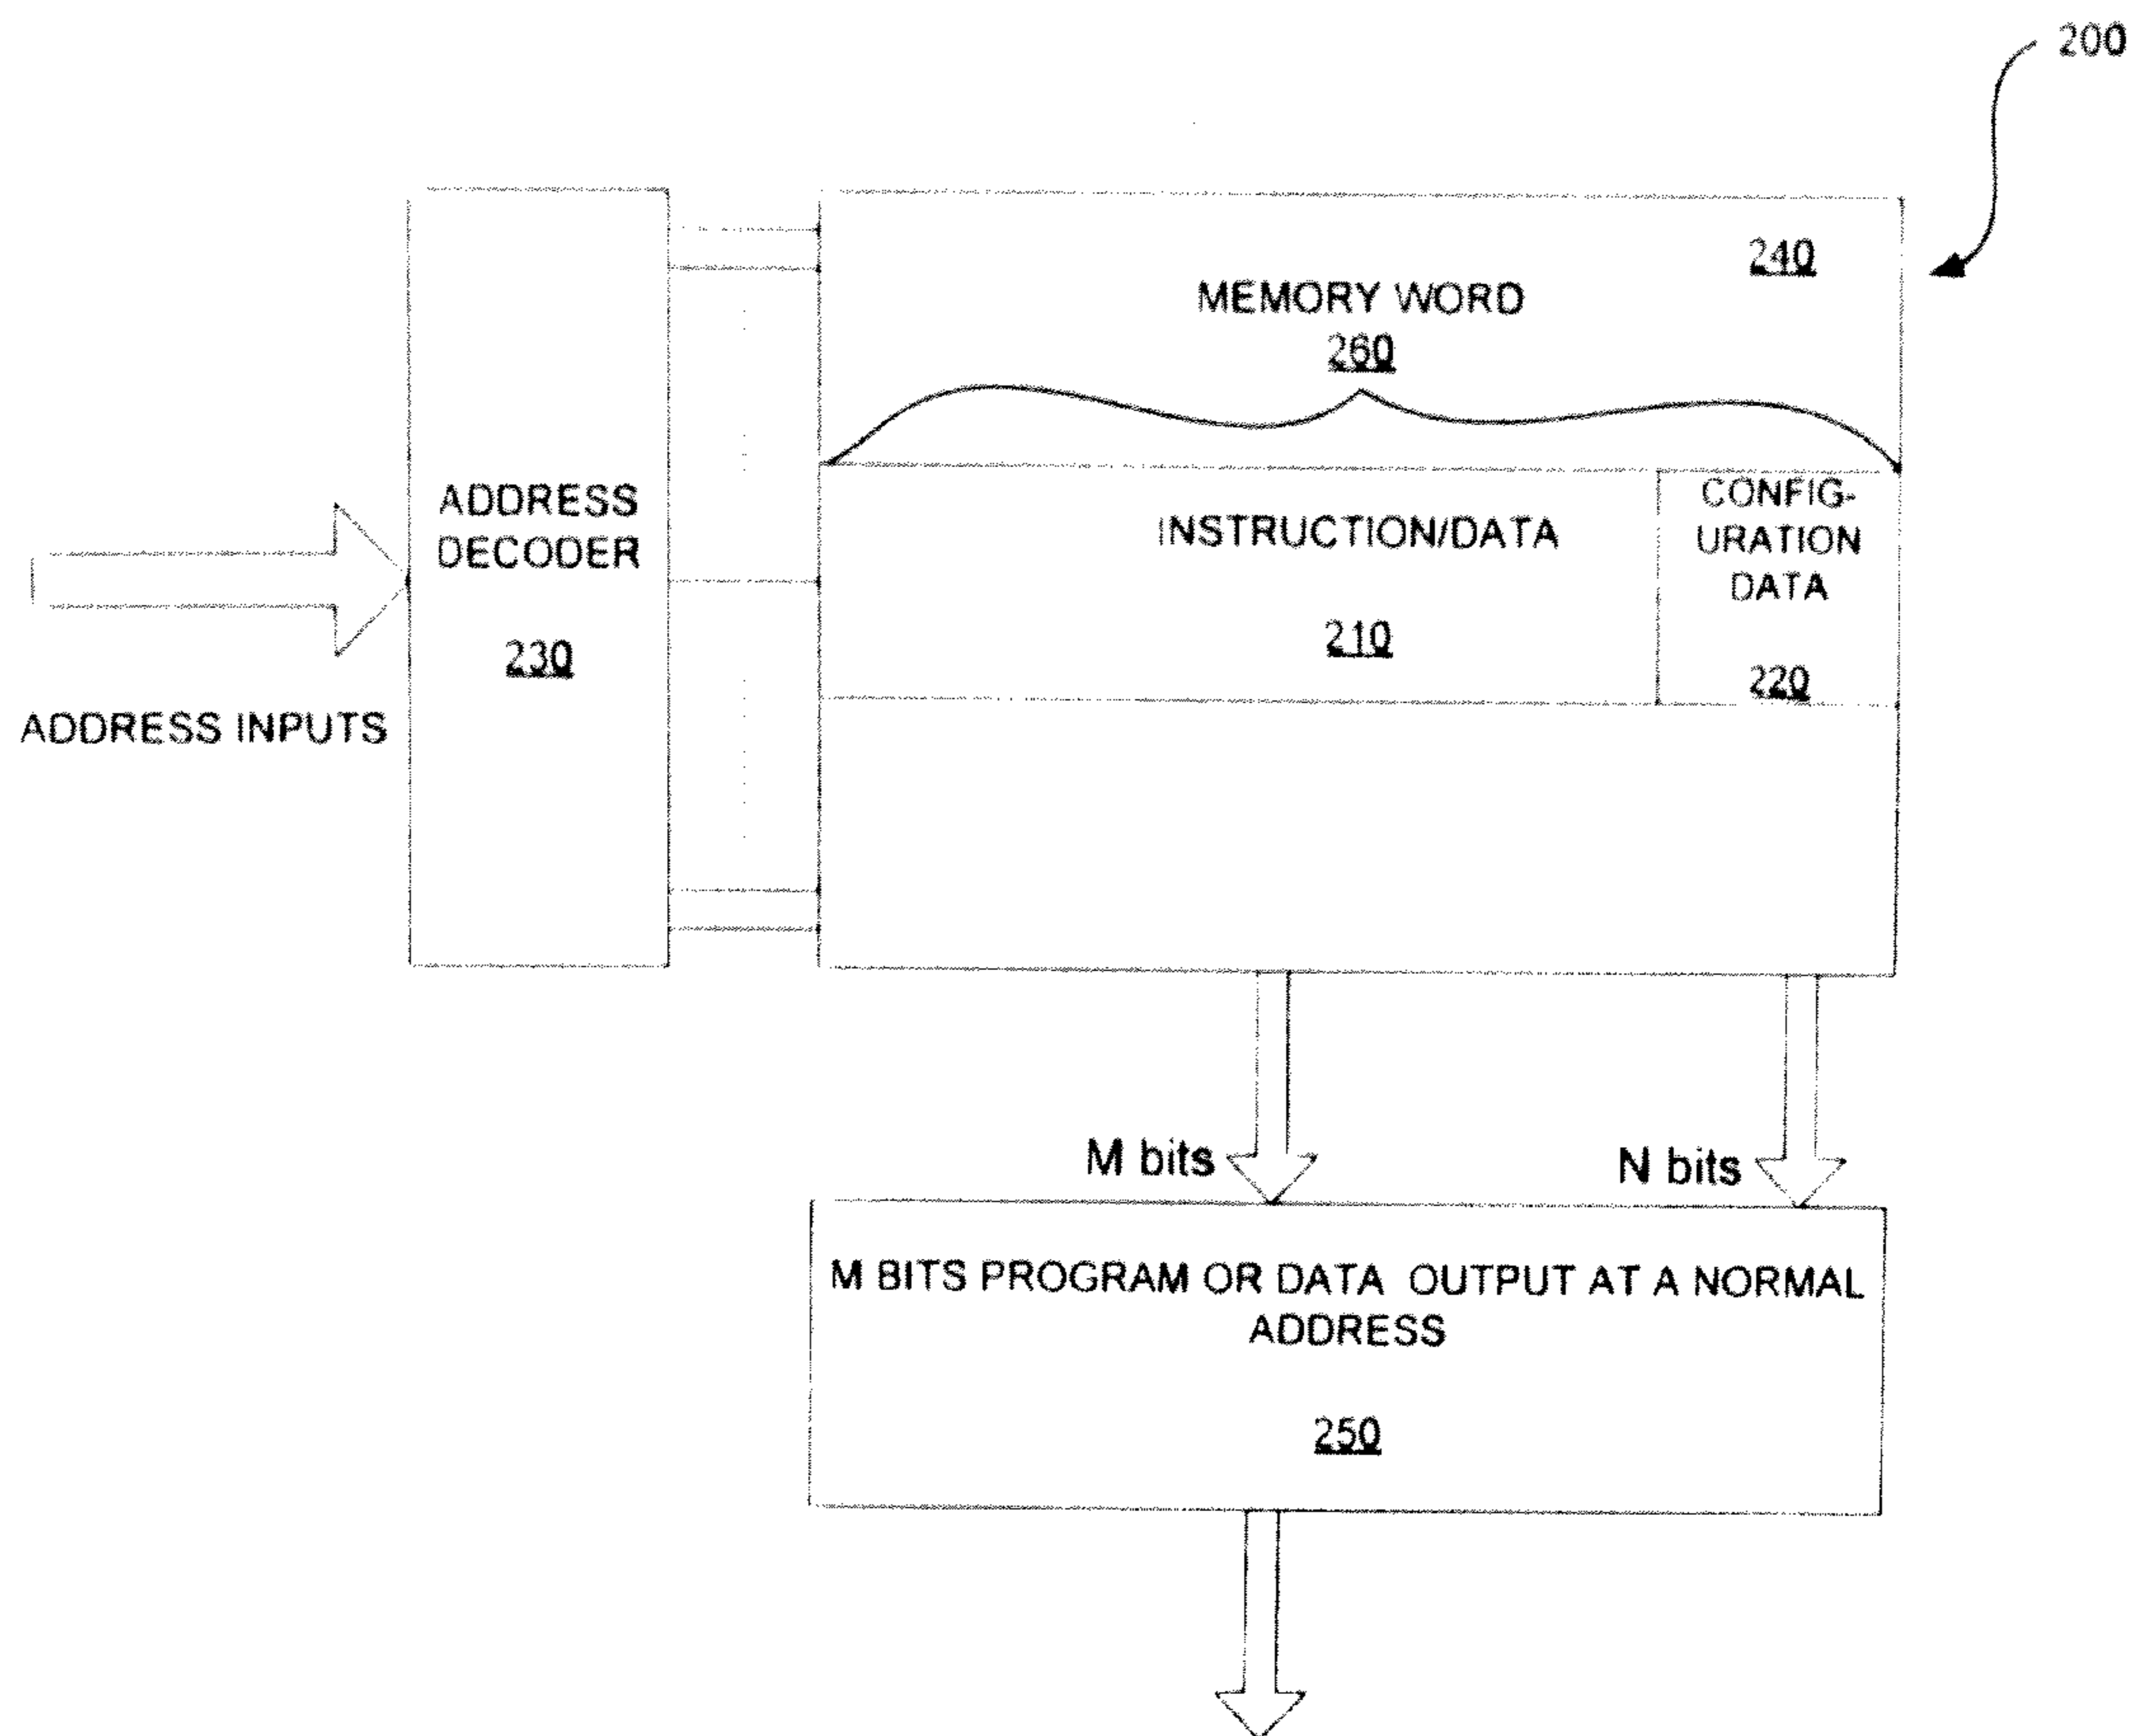 200
240
MEMORY WORD
260
ADDRESS
DECODER
230
ADDRESS INPUTS
INSTRUCTION/DATA
210
CONFIG-
URATION
DATA
220
M bits
N bits
M BITS PROGRAM OR DATA OUTPUT AT A NORMAL
ADDRESS
250